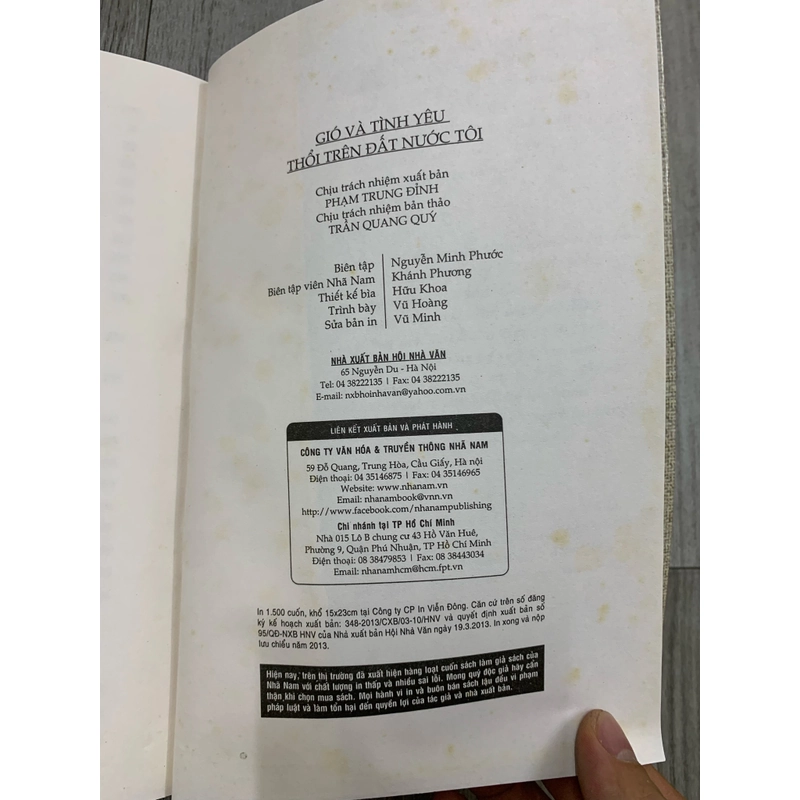 GIÓ VÀ TÌNH YÊU
THỔI TRÊN ĐẤT NƯỚC TÔI
Chịu trách nhiệm xuất bản
PHẠM TRUNG ĐỈNH
Chịu trách nhiệm bản thảo
TRẦN QUANG QUÝ
Biên tập Nguyễn Minh Phước
Biên tập viên Nhã Nam Khánh Phương
Thiết kế bìa Hữu Khoa
Trình bày Vũ Hoàng
Sửa bản in Vũ Minh
NHÀ XUẤT BẢN HỘI NHÀ VĂN
65 Nguyễn Du - Hà Nội
Tel: 04 38222135 | Fax: 04 38222135
E-mail: nxbhoinhavan@yahoo.com.vn
LIÊN KẾT XUẤT BẢN VÀ PHÁT HÀNH
CÔNG TY VĂN HÓA & TRUYỀN THÔNG NHÃ NAM
59 Đỗ Quang, Trung Hòa, Cầu Giấy, Hà Nội
Điện thoại: 04 35146875 | Fax: 04 35146965
Website: www.nhanam.vn
Email: nhanambook@vnn.vn
http://www.facebook.com/nhanampublishing
Chi nhánh tại TP Hồ Chí Minh
Nhà 015 Lô B chung cư 43 Hồ Văn Huê,
Phường 9, Quận Phú Nhuận, TP Hồ Chí Minh
Điện thoại: 08 38479853 | Fax: 08 38443034
Email: nhanamhcm@hcm.fpt.vn
In 1.500 cuốn, khổ 15x23cm tại Công ty CP In Viễn Đông. Căn cứ trên số đăng
ký kế hoạch xuất bản: 348-2013/CXB/03-10/HNV và quyết định xuất bản số
95/QĐ-NXB HNV của Nhà xuất bản Hội Nhà Văn ngày 19.3.2013. In xong và nộp
lưu chiểu năm 2013.
Hiện nay, trên thị trường đã xuất hiện hàng loạt cuốn sách làm giả sách của
Nhã Nam với chất lượng in thấp và nhiều sai lỗi. Mong quý độc giả hãy cẩn
thận khi chọn mua sách. Mọi hành vi in và buôn bán sách lậu đều vi phạm
pháp luật và làm tổn hại đến quyền lợi của tác giả và nhà xuất bản.